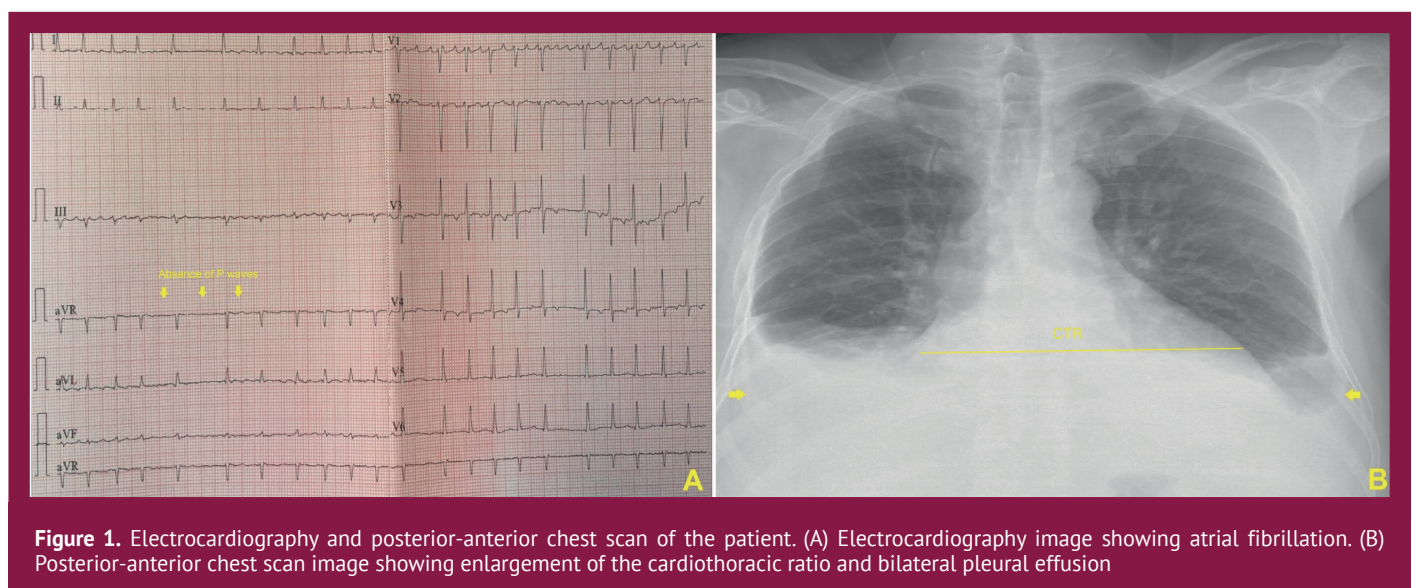 I
V1
II
V2
III
V3
Absence of P waves
aVR
V4
aVL
V5
aVF
V6
aVR
A
CTR
B
Figure 1. Electrocardiography and posterior-anterior chest scan of the patient. (A) Electrocardiography image showing atrial fibrillation. (B)
Posterior-anterior chest scan image showing enlargement of the cardiothoracic ratio and bilateral pleural effusion